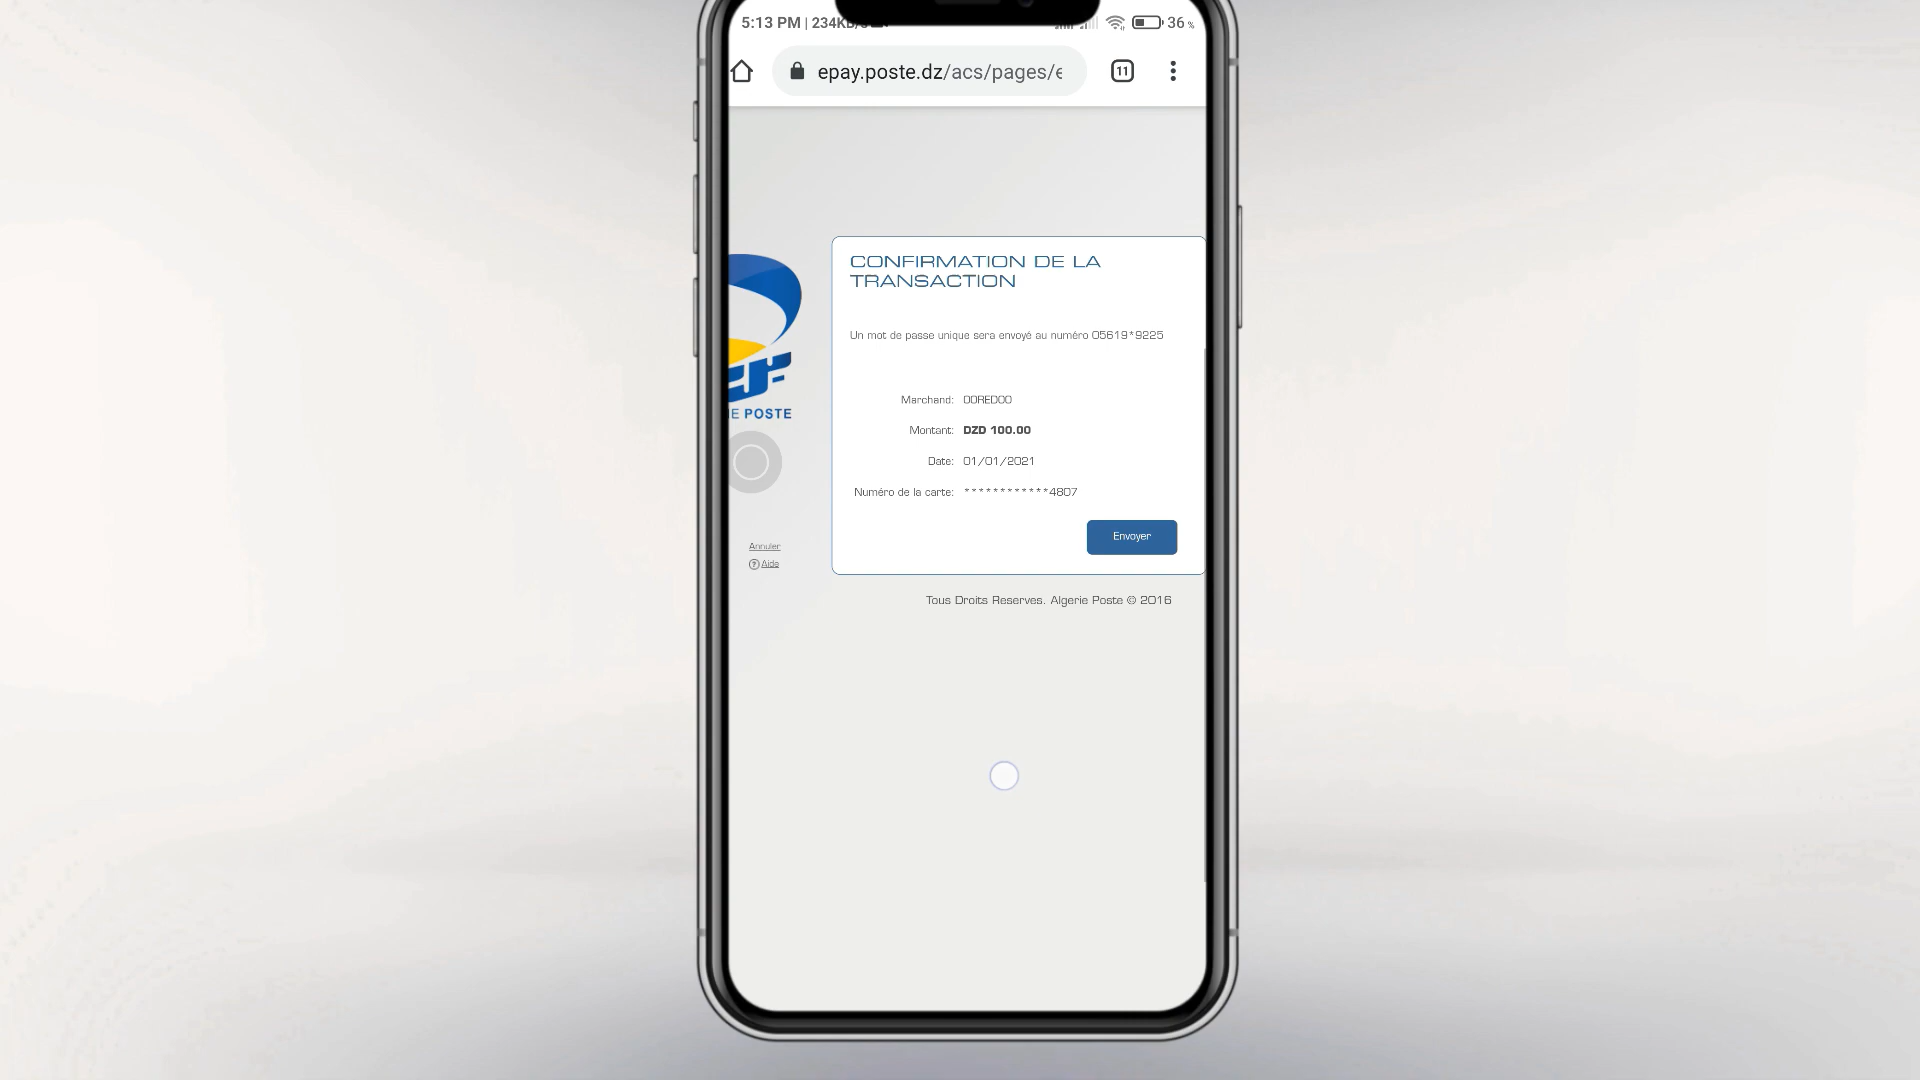 5:13 PM | 234KB/s
36 %
epay.poste.dz/acs/pages/e
11
CONFIRMATION DE LA
TRANSACTION
Un mot de passe unique sera envoyé au numéro 05619*9225
IE POSTE
Marchand: OOREDOO
Montant: DZD 100.00
Date: 01/01/2021
Numéro de la carte: ************4807
Envoyer
Annuler
? Aide
Tous Droits Reserves. Algerie Poste © 2016